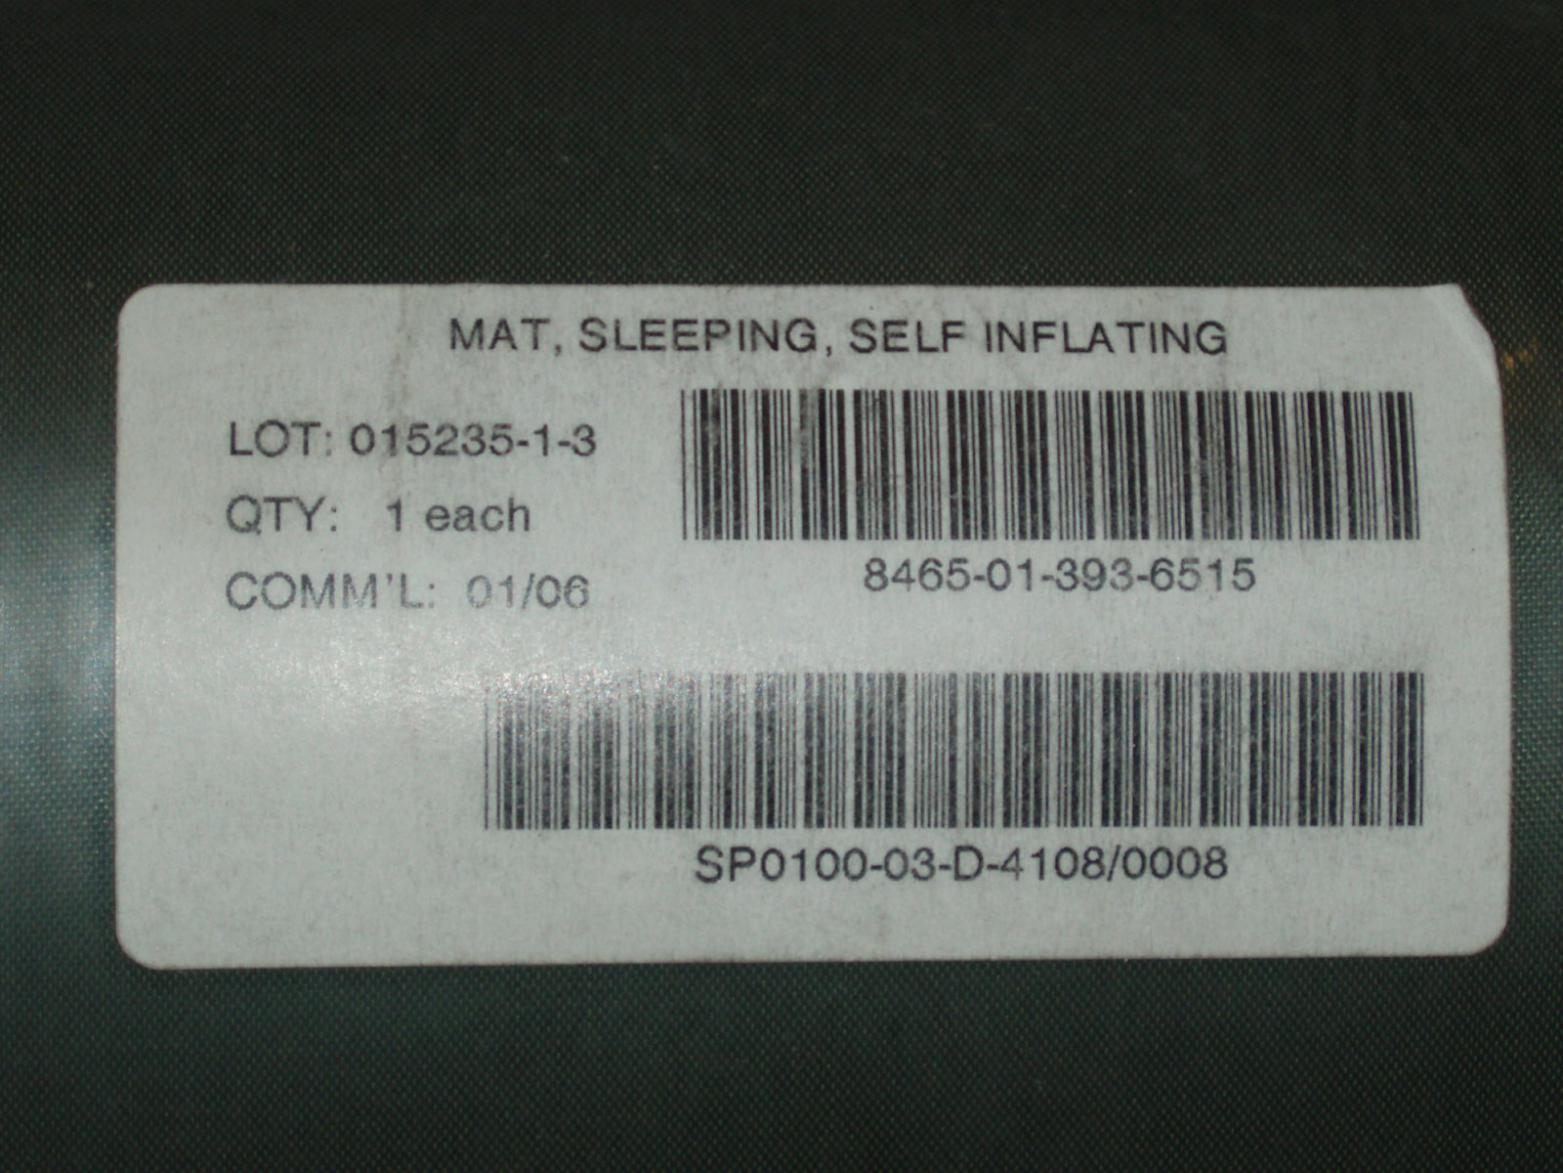 MAT, SLEEPING, SELF INFLATING
LOT: 015235-1-3
QTY: 1 each
COMM'L: 01/06
8465-01-393-6515
SP0100-03-D-4108/0008